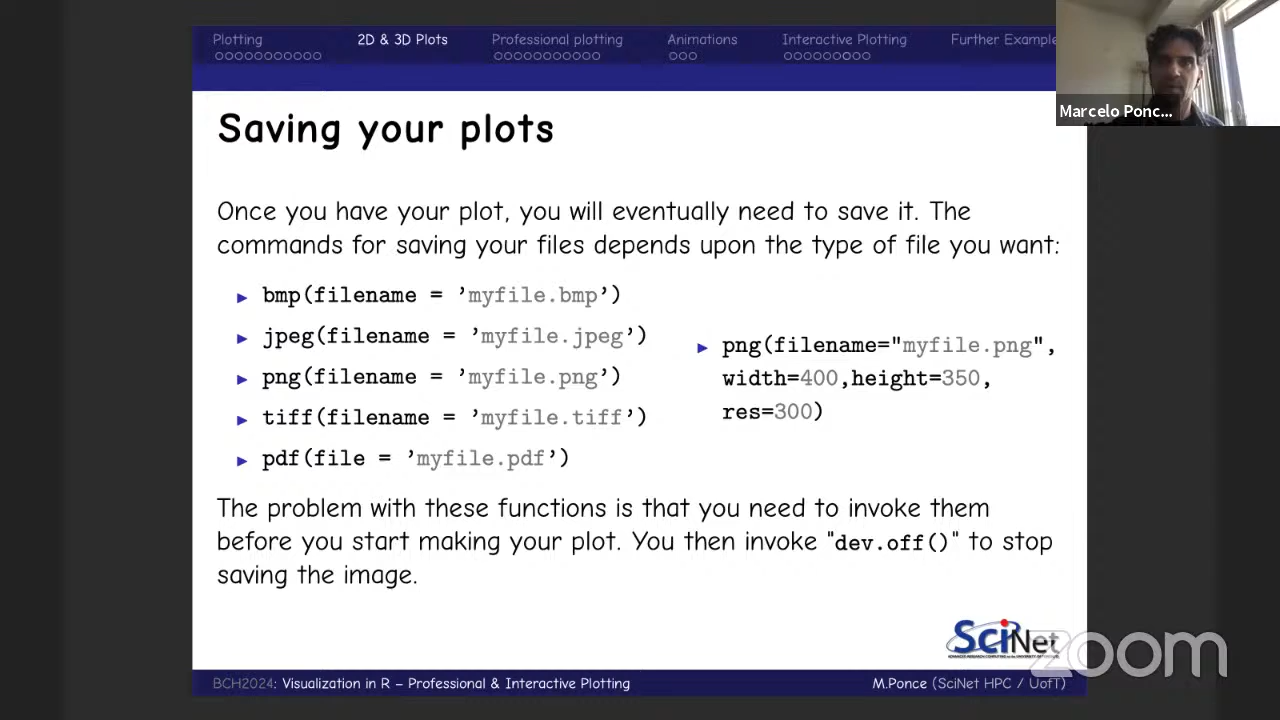 Plotting
2D & 3D Plots
Professional plotting
Animations
Interactive Plotting
Further Example
Marcelo Ponc...
Saving your plots
Once you have your plot, you will eventually need to save it. The
commands for saving your files depends upon the type of file you want:
▶ bmp(filename = 'myfile.bmp')
▶ jpeg(filename = 'myfile.jpeg')
▶ png(filename = 'myfile.png')
▶ tiff(filename = 'myfile.tiff')
▶ pdf(file = 'myfile.pdf')
▶ png(filename="myfile.png",
width=400,height=350,
res=300)
The problem with these functions is that you need to invoke them
before you start making your plot. You then invoke "dev.off()" to stop
saving the image.
SciNet
zoom
BCH2024: Visualization in R – Professional & Interactive Plotting
M.Ponce (SciNet HPC / UofT)